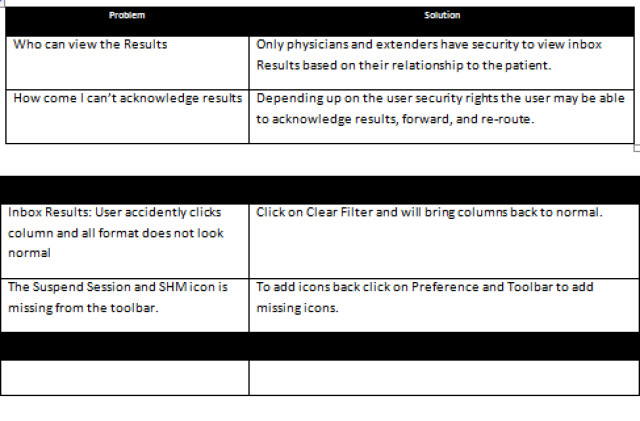 Problem Solution
Who can view the Results
Only physicians and extenders have security to view inbox
Results based on their relationship to the patient.
How come I can't acknowledge results
Depending up on the user security rights the user may be able
to acknowledge results, forward, and re-route.
Inbox Results: User accidently clicks
column and all format does not look
normal
Click on Clear Filter and will bring columns back to normal.
The Suspend Session and SHM icon is
missing from the toolbar.
To add icons back click on Preference and Toolbar to add
missing icons.